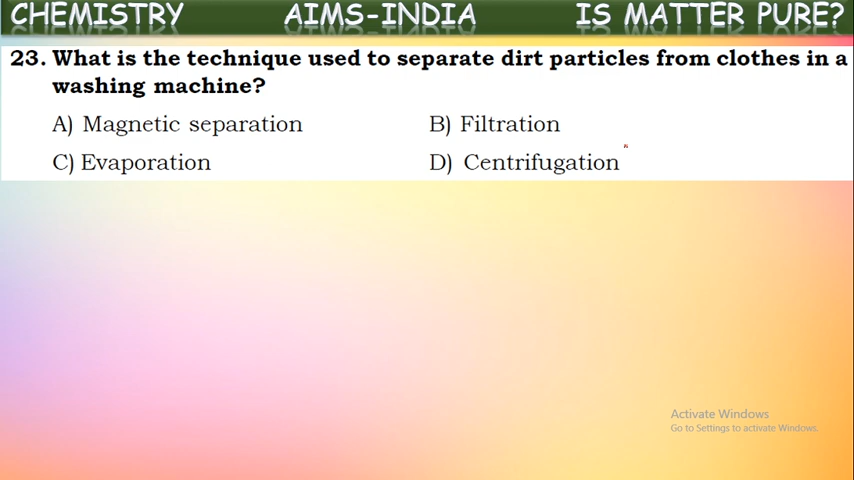 CHEMISTRY AIMS-INDIA IS MATTER PURE?
23. What is the technique used to separate dirt particles from clothes in a
washing machine?
A) Magnetic separation B) Filtration
C) Evaporation D) Centrifugation
Activate Windows
Go to Settings to activate Windows.